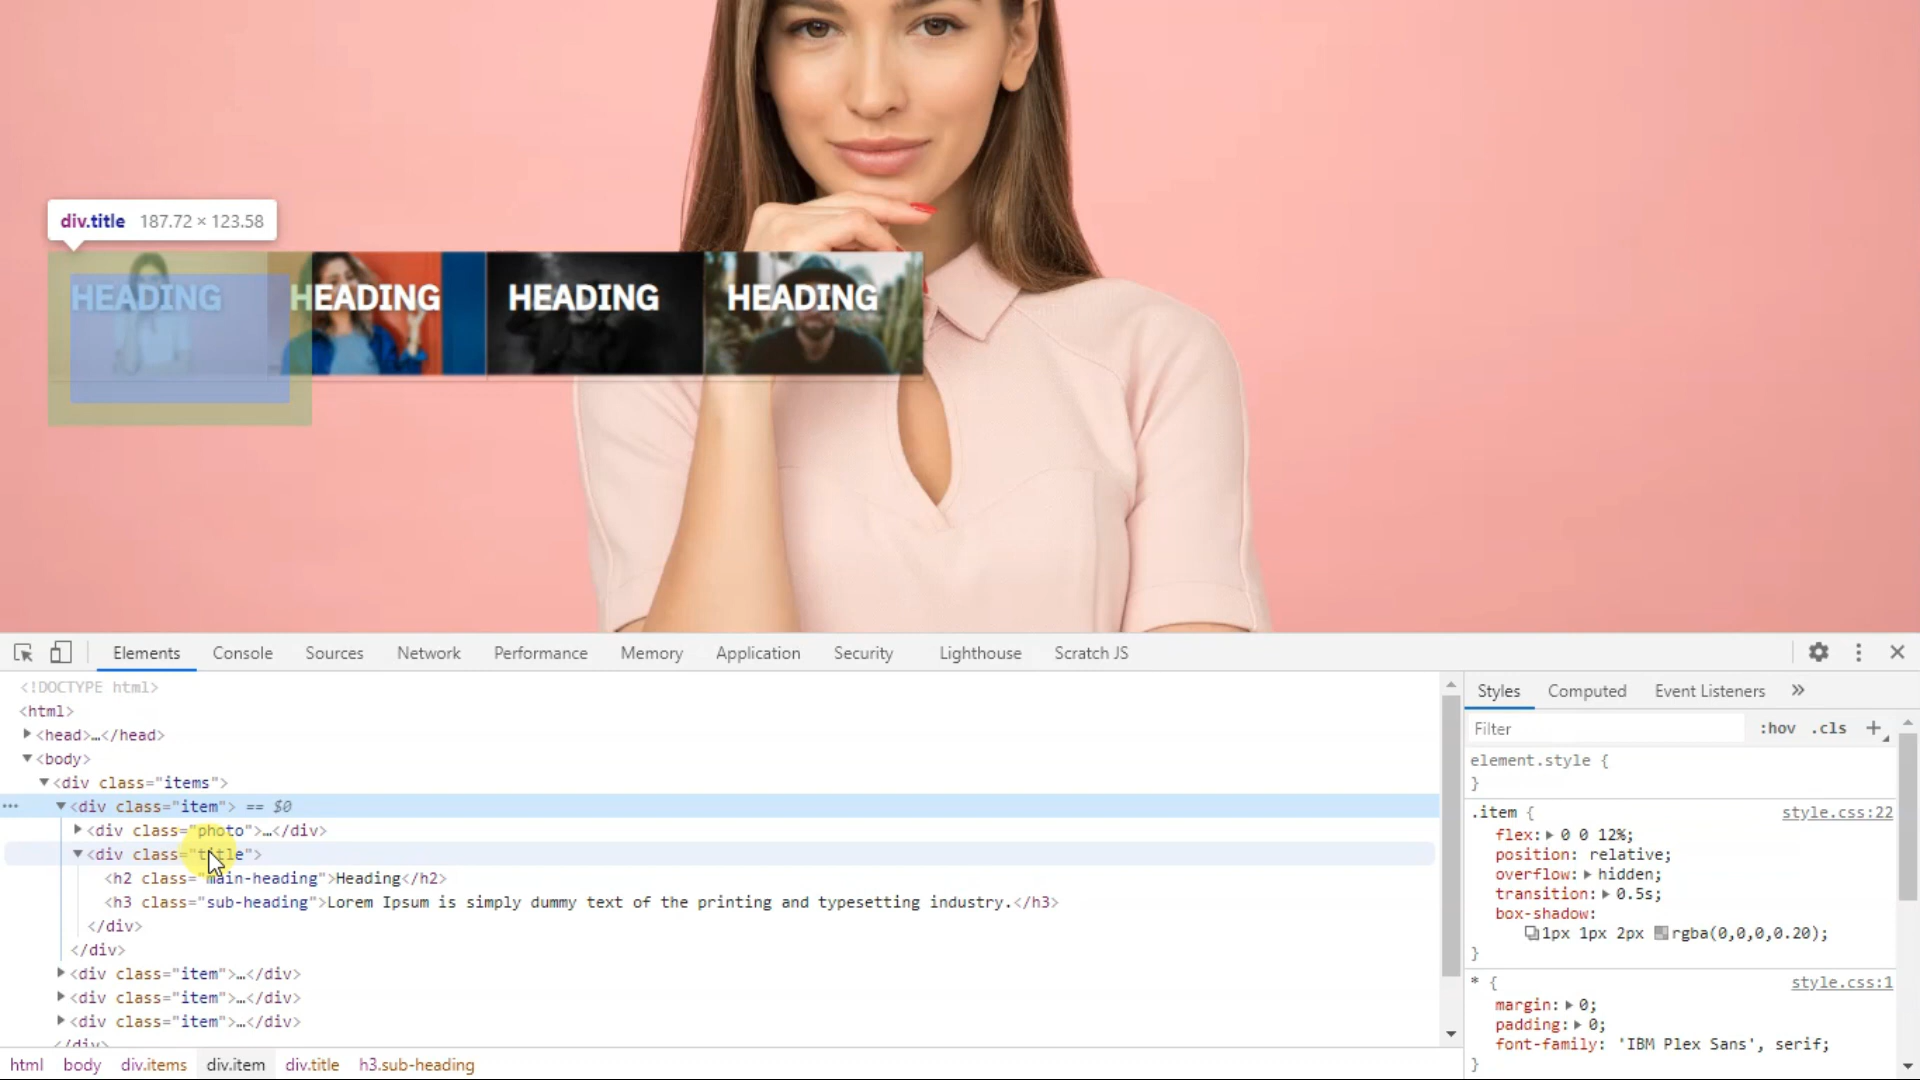 div.title 187.72 × 123.58
HEADING HEADING HEADING HEADING
Elements Console Sources Network Performance Memory Application Security Lighthouse Scratch JS
<!DOCTYPE html>
<html>
<head>…</head>
<body>
<div class="items">
<div class="item"> == $0
<div class="photo">…</div>
<div class="title">
<h2 class="main-heading">Heading</h2>
<h3 class="sub-heading">Lorem Ipsum is simply dummy text of the printing and typesetting industry.</h3>
</div>
</div>
<div class="item">…</div>
<div class="item">…</div>
<div class="item">…</div>
</div>
html body div.items div.item div.title h3.sub-heading
Styles Computed Event Listeners »
Filter :hov .cls +
element.style {
}
.item { style.css:22
flex: 0 0 12%;
position: relative;
overflow: hidden;
transition: 0.5s;
box-shadow:
1px 1px 2px rgba(0,0,0,0.20);
}
* { style.css:1
margin: 0;
padding: 0;
font-family: 'IBM Plex Sans', serif;
}